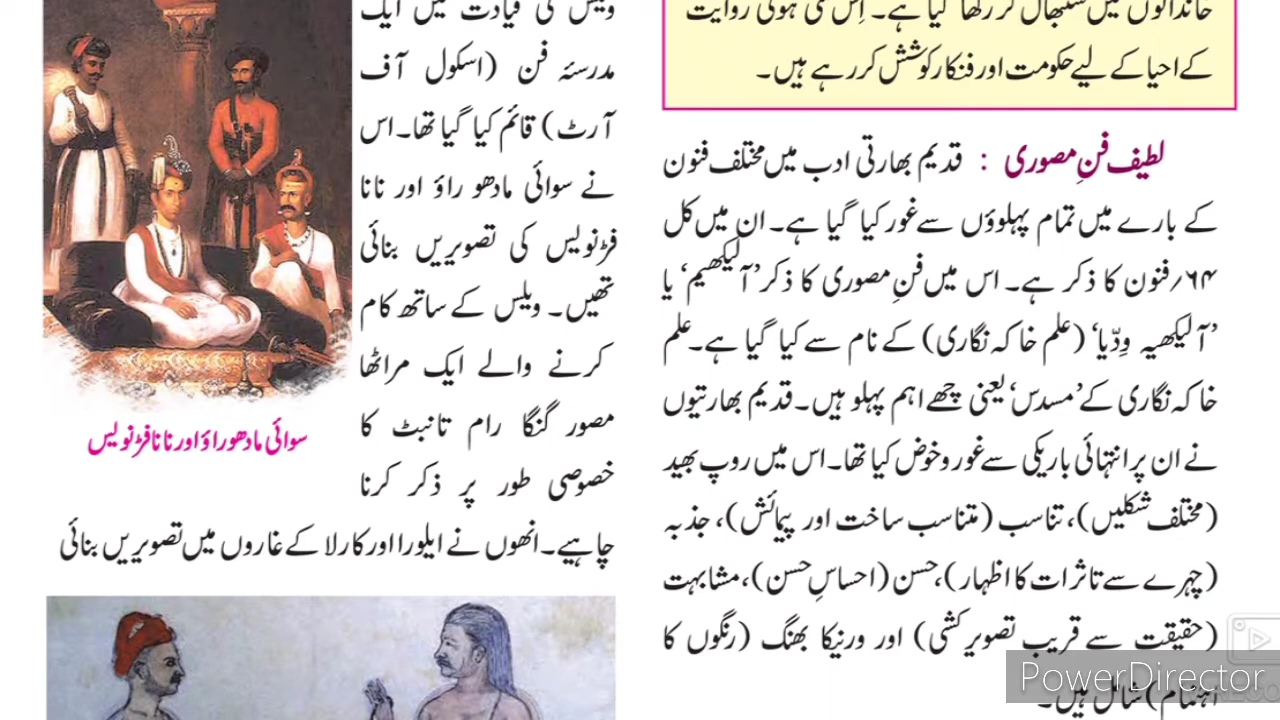 خاندانوں میں سنبھال کر رکھا گیا ہے۔ اِس مٹی ہوئی روایت
کے احیا کے لیے حکومت اور فنکار کوشش کر رہے ہیں۔
لطیف فنِ مصوری : قدیم بھارتی ادب میں مختلف فنون
کے بارے میں تمام پہلوؤں سے غور کیا گیا ہے۔ ان میں کل
۶۴؍فنون کا ذکر ہے۔ اس میں فنِ مصوری کا ذکر ’آلیکھیم‘ یا
’آلیکھیہ وِدّیا‘ (علم خاکہ نگاری) کے نام سے کیا گیا ہے۔علم
خاکہ نگاری کے ’مسدس‘ یعنی چھے اہم پہلو ہیں۔ قدیم بھارتیوں
نے ان پر انتہائی باریکی سے غور و خوض کیا تھا۔ اس میں روپ بھید
(مختلف شکلیں)، تناسب (متناسب ساخت اور پیمائش)، جذبہ
(چہرے سے تاثرات کا اظہار)، حسن (احساسِ حسن)، مشابہت
(حقیقت سے قریب تصویر کشی) اور ورنِکا بھنگ (رنگوں کا
اہتمام) شامل ہیں۔
ویلس کی قیادت میں ایک
مدرسۂ فن (اسکول آف
آرٹ) قائم کیا گیا تھا۔ اس
نے سوائی مادھو راؤ اور نانا
فڑنویس کی تصویریں بنائی
تھیں۔ ویلس کے ساتھ کام
کرنے والے ایک مراٹھا
مصور گنگا رام تانبٹ کا
خصوصی طور پر ذکر کرنا
چاہیے۔ انھوں نے ایلورا اور کارلا کے غاروں میں تصویریں بنائی
سوائی مادھو راؤ اور نانا فڑنویس
PowerDirector